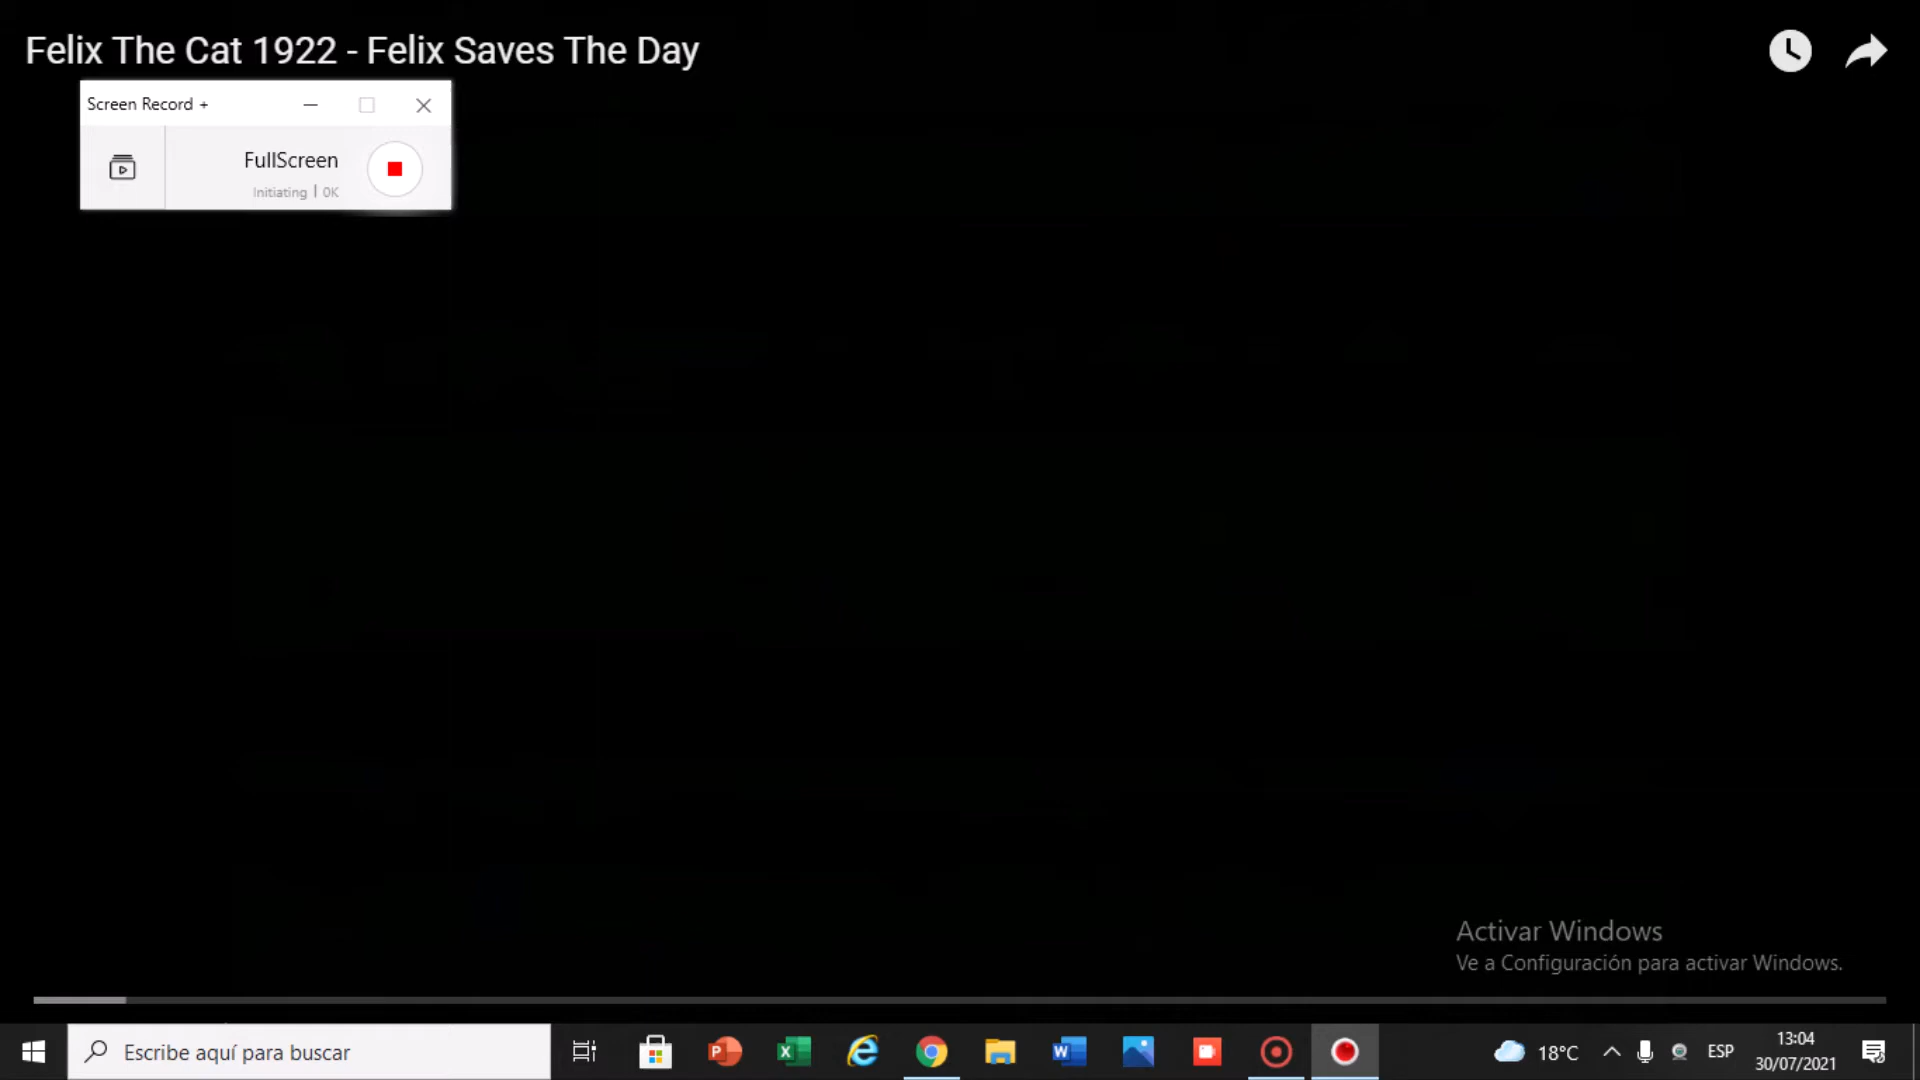 Felix The Cat 1922 - Felix Saves The Day
Screen Record +
FullScreen
Initiating | 0K
Activar Windows
Ve a Configuración para activar Windows.
Escribe aquí para buscar
18°C
ESP
13:04
30/07/2021